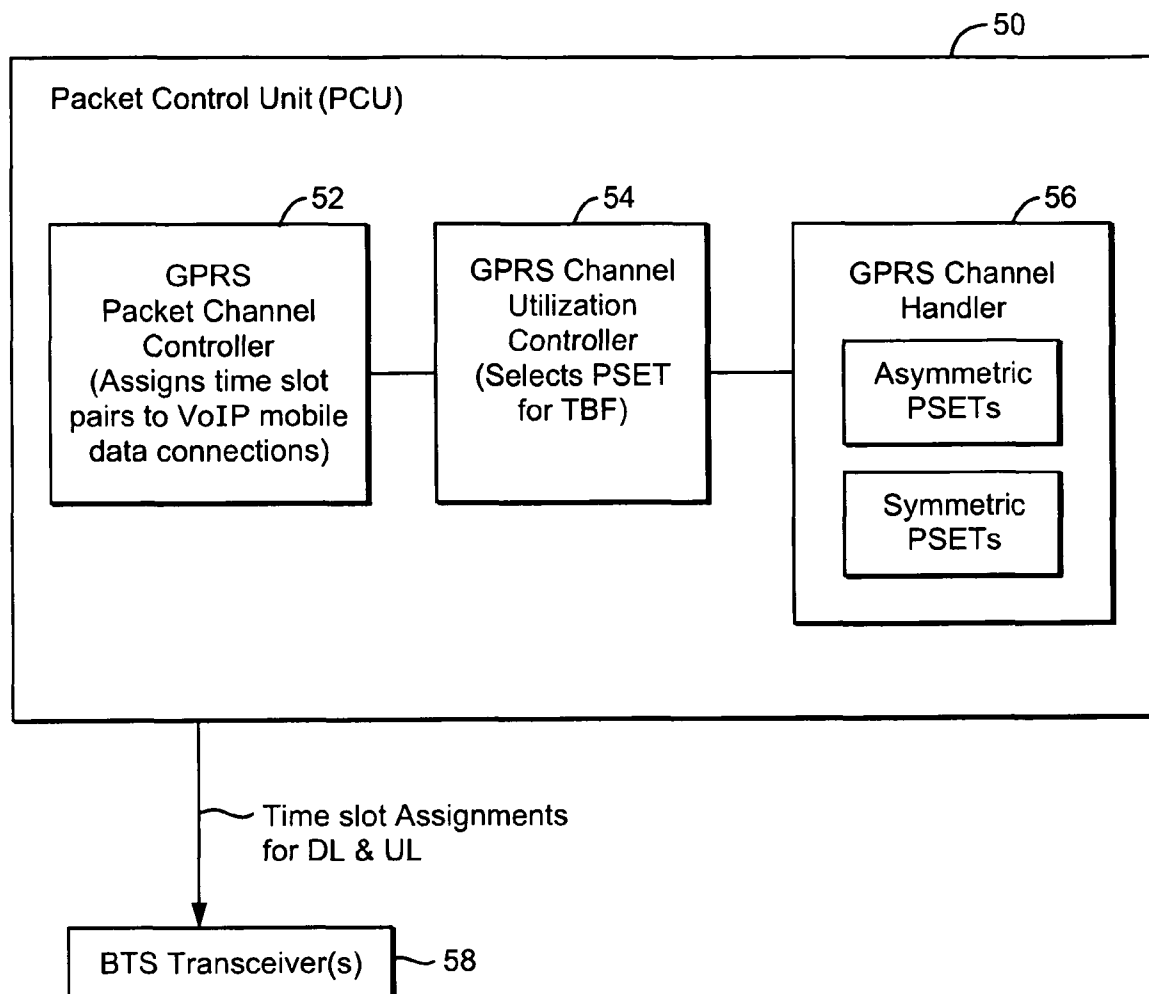 50
Packet Control Unit (PCU)
52
54
56
GPRS
Packet Channel
Controller
(Assigns time slot
pairs to VoIP mobile
data connections)
GPRS Channel
Utilization
Controller
(Selects PSET
for TBF)
GPRS Channel
Handler
Asymmetric
PSETs
Symmetric
PSETs
Time slot Assignments
for DL & UL
BTS Transceiver(s)
58